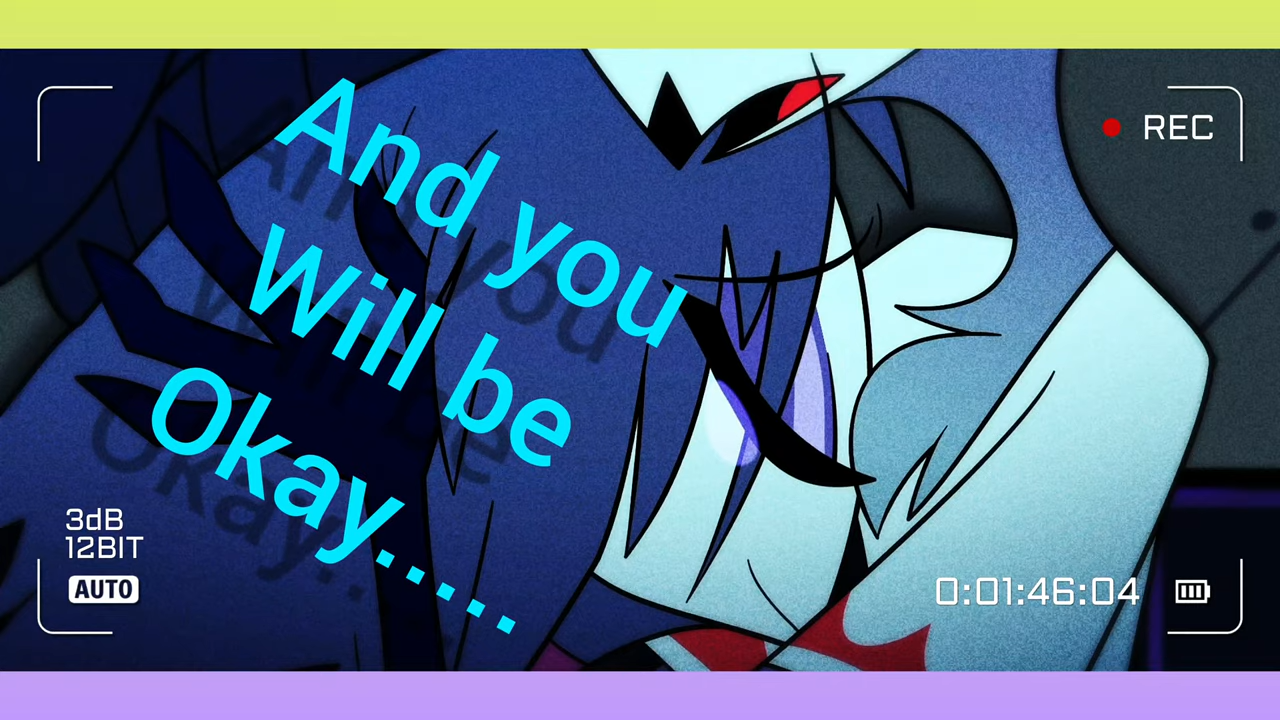 And you
Will be
Okay.....
REC
3dB
12BIT
AUTO
0:01:46:04